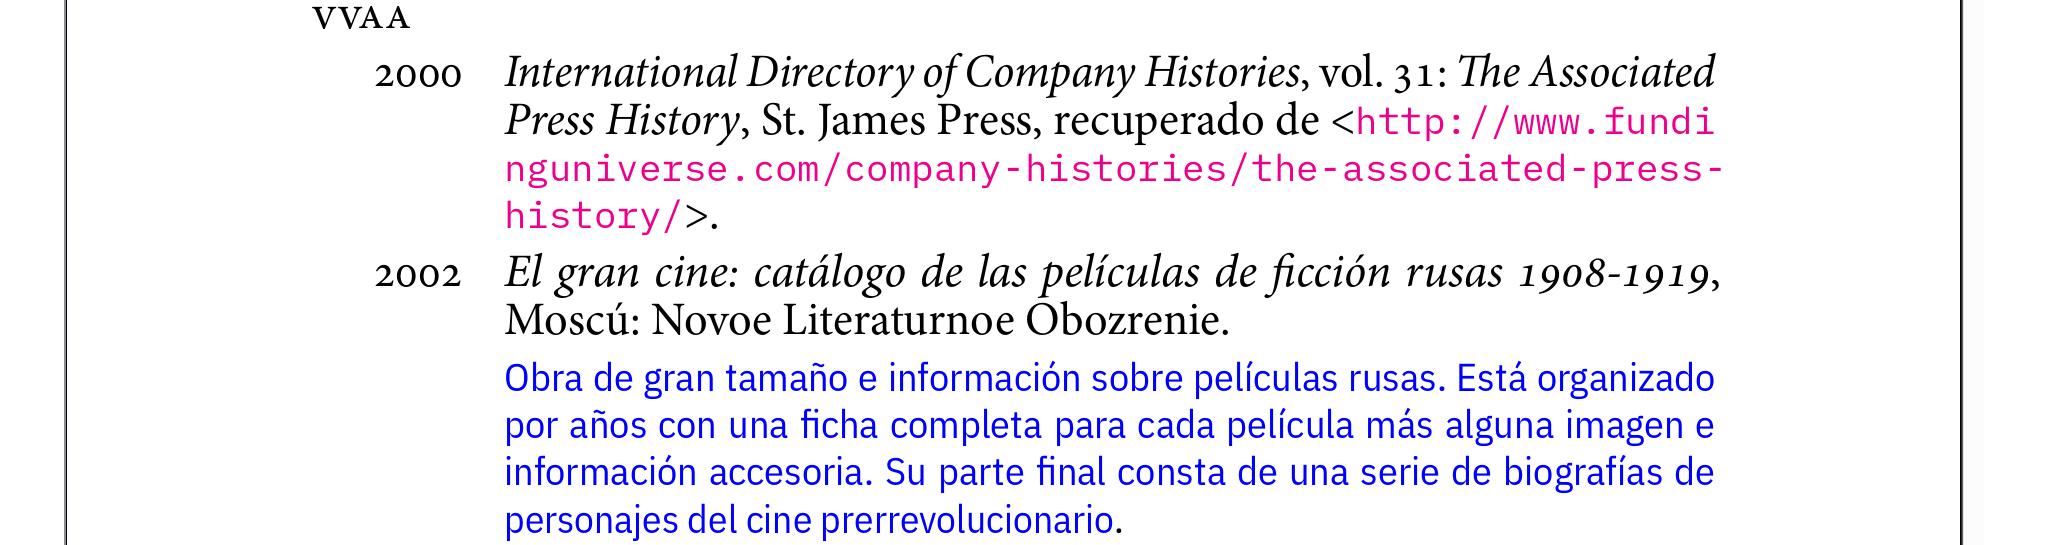 VVAA
2000 International Directory of Company Histories, vol. 31: The Associated
Press History, St. James Press, recuperado de <http://www.fundi
nguniverse.com/company-histories/the-associated-press-
history/>.
2002 El gran cine: catálogo de las películas de ficción rusas 1908-1919,
Moscú: Novoe Literaturnoe Obozrenie.
Obra de gran tamaño e información sobre películas rusas. Está organizado
por años con una ficha completa para cada película más alguna imagen e
información accesoria. Su parte final consta de una serie de biografías de
personajes del cine prerrevolucionario.